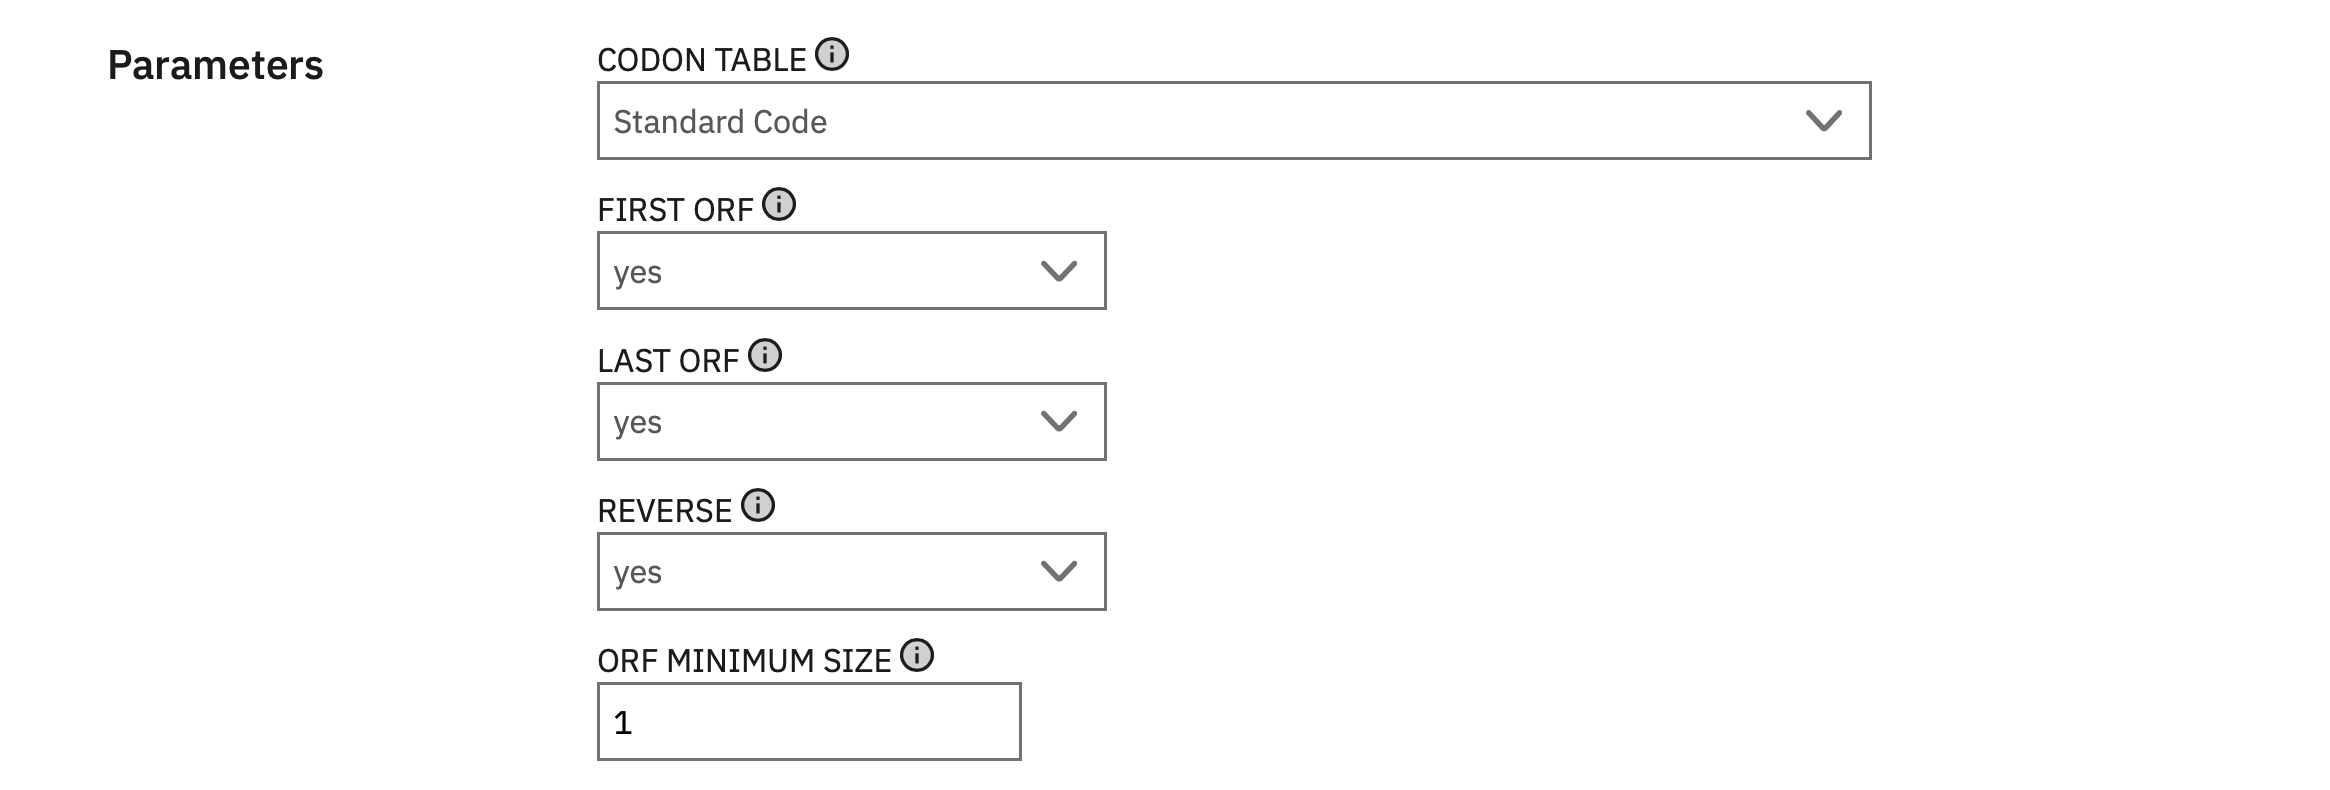 Parameters
CODON TABLE
Standard Code
FIRST ORF
yes
LAST ORF
yes
REVERSE
yes
ORF MINIMUM SIZE
1